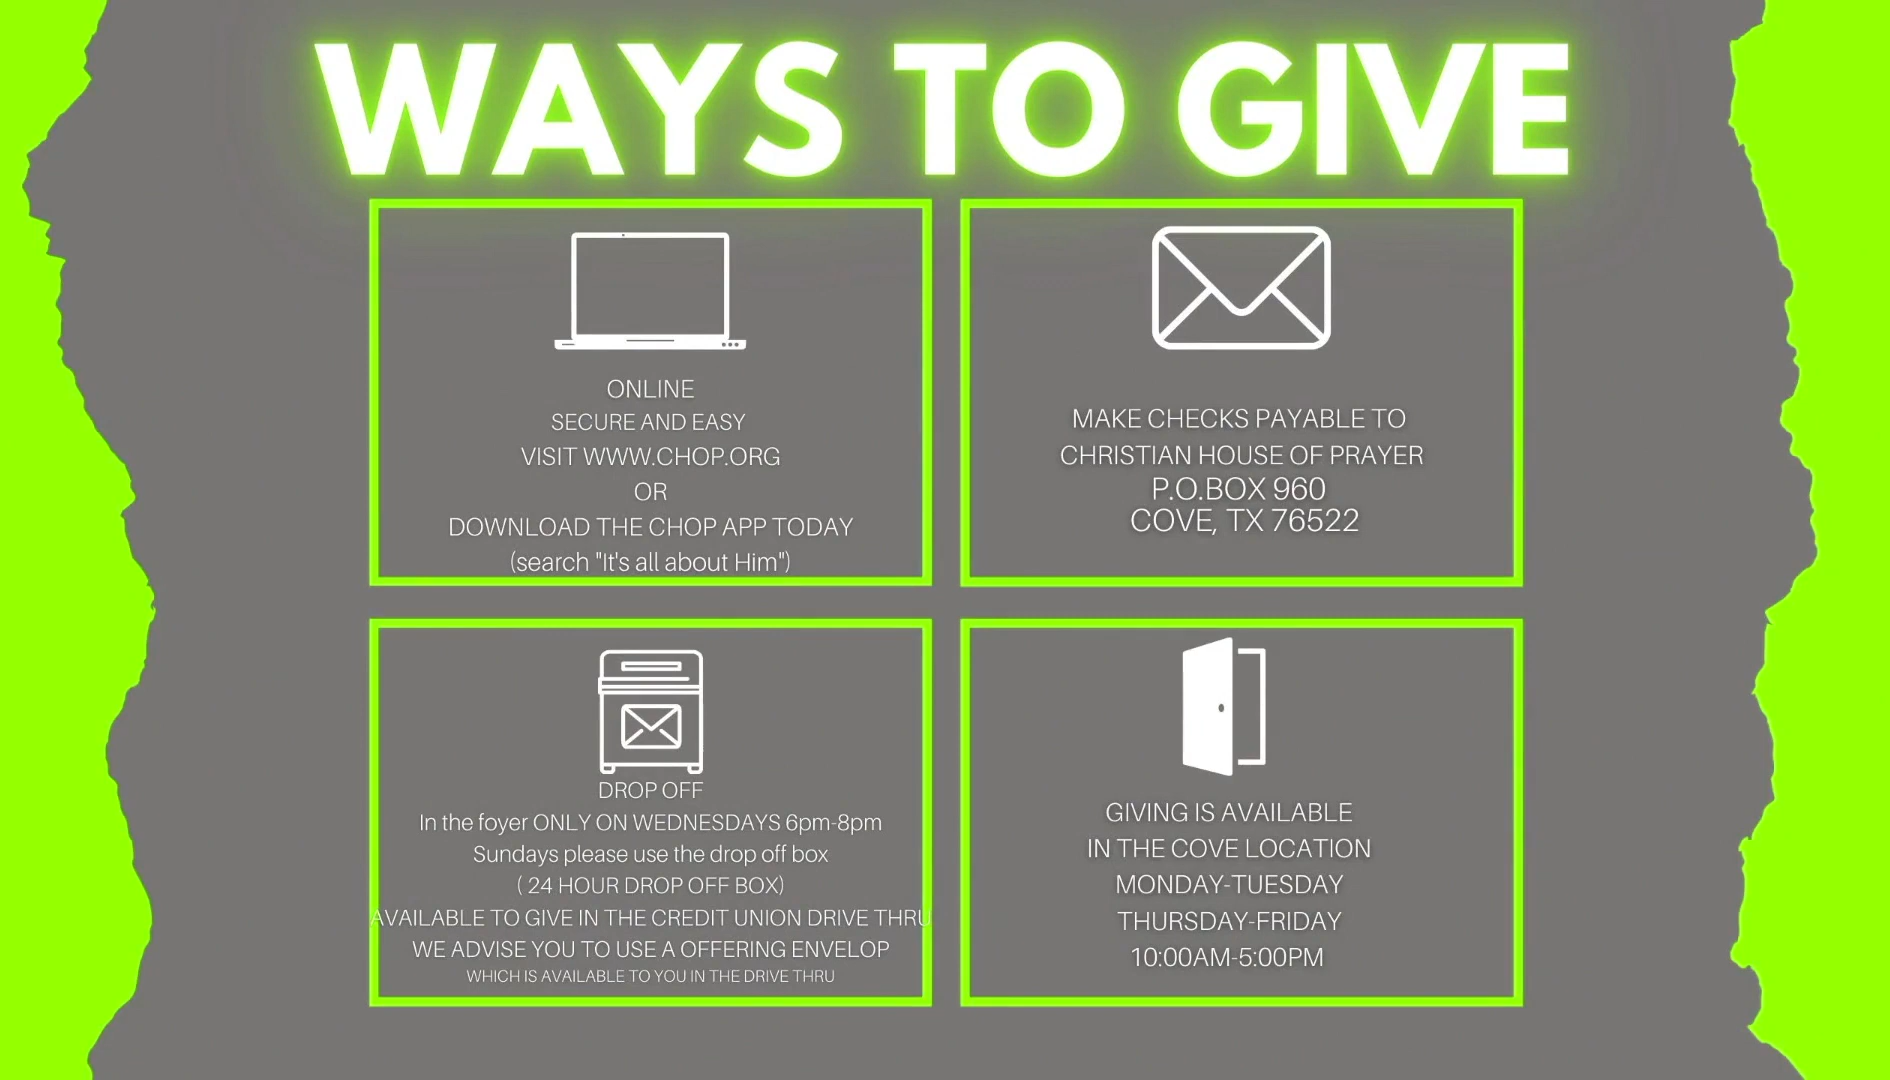 WAYS TO GIVE
ONLINE
SECURE AND EASY
VISIT WWW.CHOP.ORG
OR
DOWNLOAD THE CHOP APP TODAY
(search "It's all about Him")
MAKE CHECKS PAYABLE TO
CHRISTIAN HOUSE OF PRAYER
P.O.BOX 960
COVE, TX 76522
DROP OFF
In the foyer ONLY ON WEDNESDAYS 6pm-8pm
Sundays please use the drop off box
( 24 HOUR DROP OFF BOX)
AVAILABLE TO GIVE IN THE CREDIT UNION DRIVE THRU
WE ADVISE YOU TO USE A OFFERING ENVELOP
WHICH IS AVAILABLE TO YOU IN THE DRIVE THRU
GIVING IS AVAILABLE
IN THE COVE LOCATION
MONDAY-TUESDAY
THURSDAY-FRIDAY
10:00AM-5:00PM